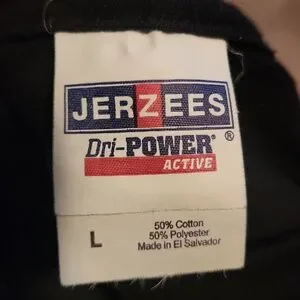 JERZEES
Dri-POWER® ®
ACTIVE
L
50% Cotton
50% Polyester
Made in El Salvador